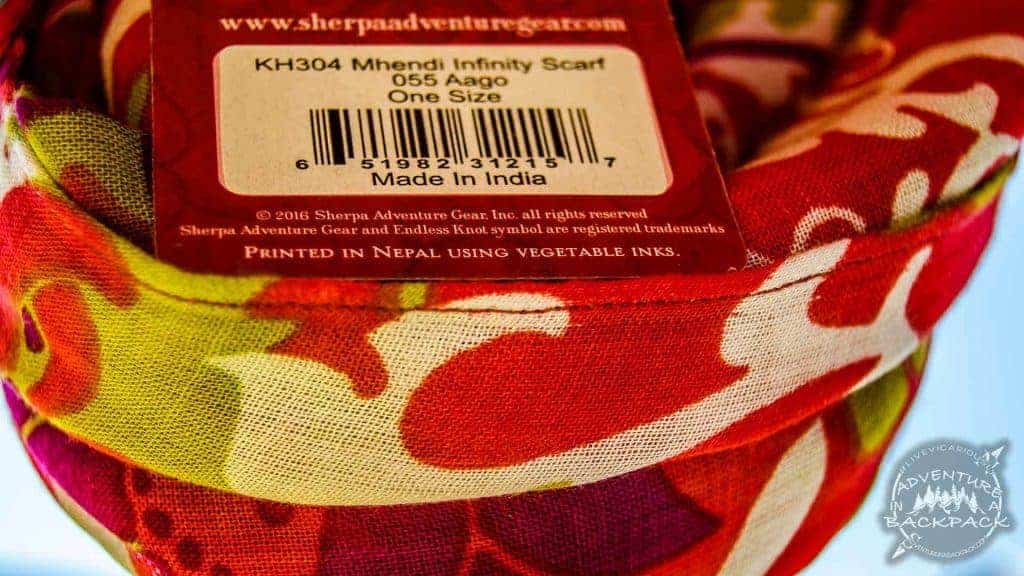 www.sherpaadventuregear.com
KH304 Mhendi Infinity Scarf
055 Aago
One Size
6 51982 31215 7
Made In India
© 2016 Sherpa Adventure Gear, Inc. all rights reserved
Sherpa Adventure Gear and Endless Knot symbol are registered trademarks
Printed in Nepal using vegetable inks.
#LIVEVICARIOUSLY
ADVENTURE
IN A
BACKPACK